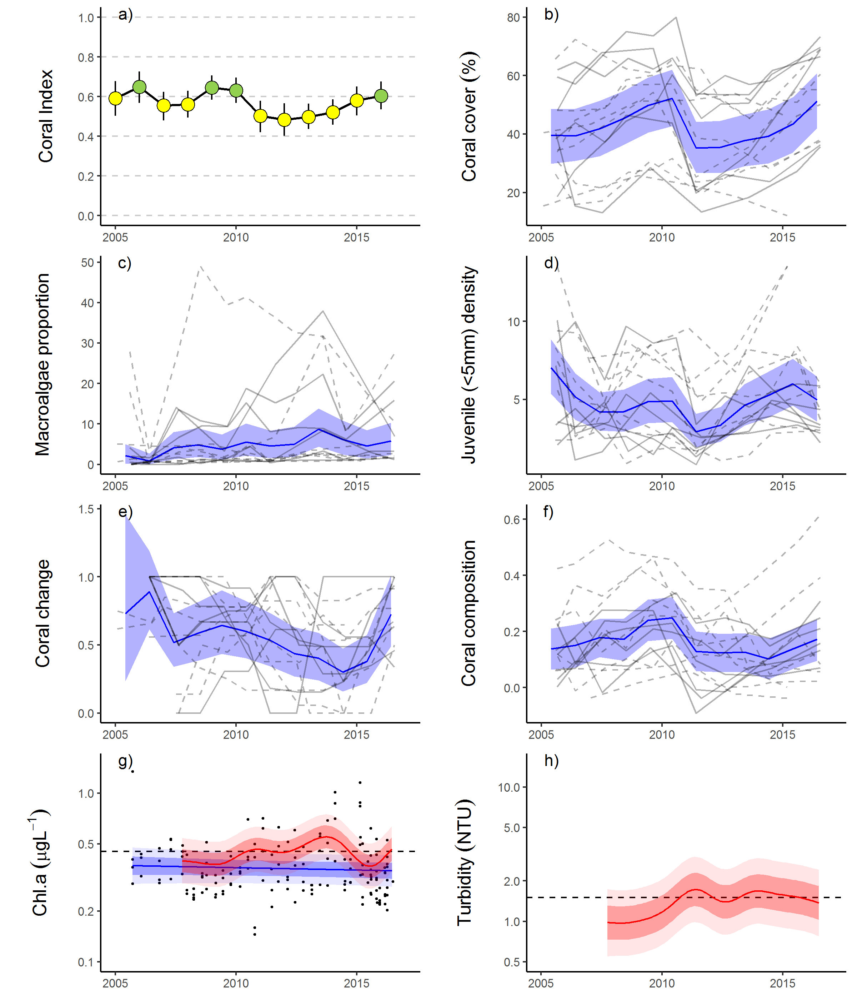 a)
1.0
0.8
0.6
0.4
0.2
0.0
Coral Index
2005 2010 2015
b)
80
60
40
20
Coral cover (%)
2005 2010 2015
c)
50
40
30
20
10
0
Macroalgae proportion
2005 2010 2015
d)
10
5
Juvenile (<5mm) density
2005 2010 2015
e)
1.5
1.0
0.5
0.0
Coral change
2005 2010 2015
f)
0.6
0.4
0.2
0.0
Coral composition
2005 2010 2015
g)
1.0
0.5
0.2
0.1
Chl.a (µgL⁻¹)
2005 2010 2015
h)
10.0
5.0
2.0
1.0
0.5
Turbidity (NTU)
2005 2010 2015